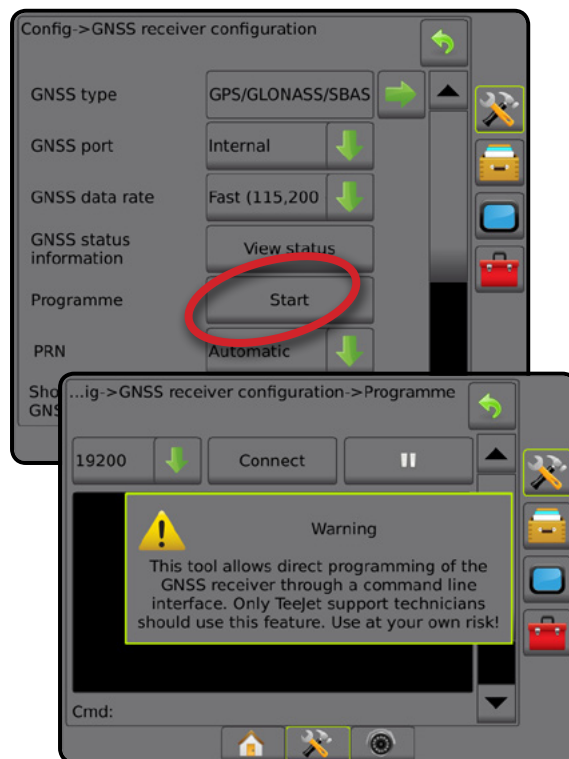 Config->GNSS receiver configuration
GNSS type
GPS/GLONASS/SBAS
GNSS port
Internal
GNSS data rate
Fast (115,200
GNSS status
information
View status
Programme
Start
PRN
Automatic
Sho
GNS
...ig->GNSS receiver configuration->Programme
19200
Connect
Warning
This tool allows direct programming of the
GNSS receiver through a command line
interface. Only TeeJet support technicians
should use this feature. Use at your own risk!
Cmd: